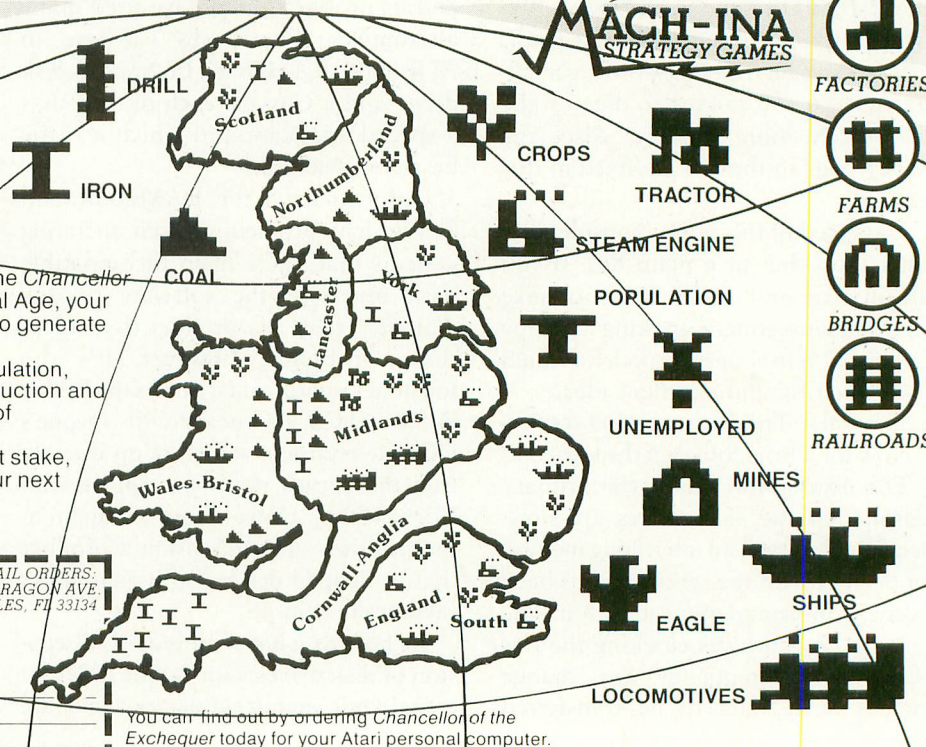 MACH-INA
STRATEGY GAMES
FACTORIES
DRILL
Scotland
CROPS
TRACTOR
FARMS
IRON
Northumberland
STEAM ENGINE
COAL
he Chancellor
al Age, your
o generate
Lancaster
York
POPULATION
BRIDGES
ulation,
uction and
of
Midlands
UNEMPLOYED
RAILROADS
t stake,
ur next
Wales·Bristol
MINES
Cornwall·Anglia
AIL ORDERS:
RAGON AVE.
LES, FL 33134
England·
South
SHIPS
EAGLE
LOCOMOTIVES
You can find out by ordering Chancellor of the
Exchequer today for your Atari personal computer.